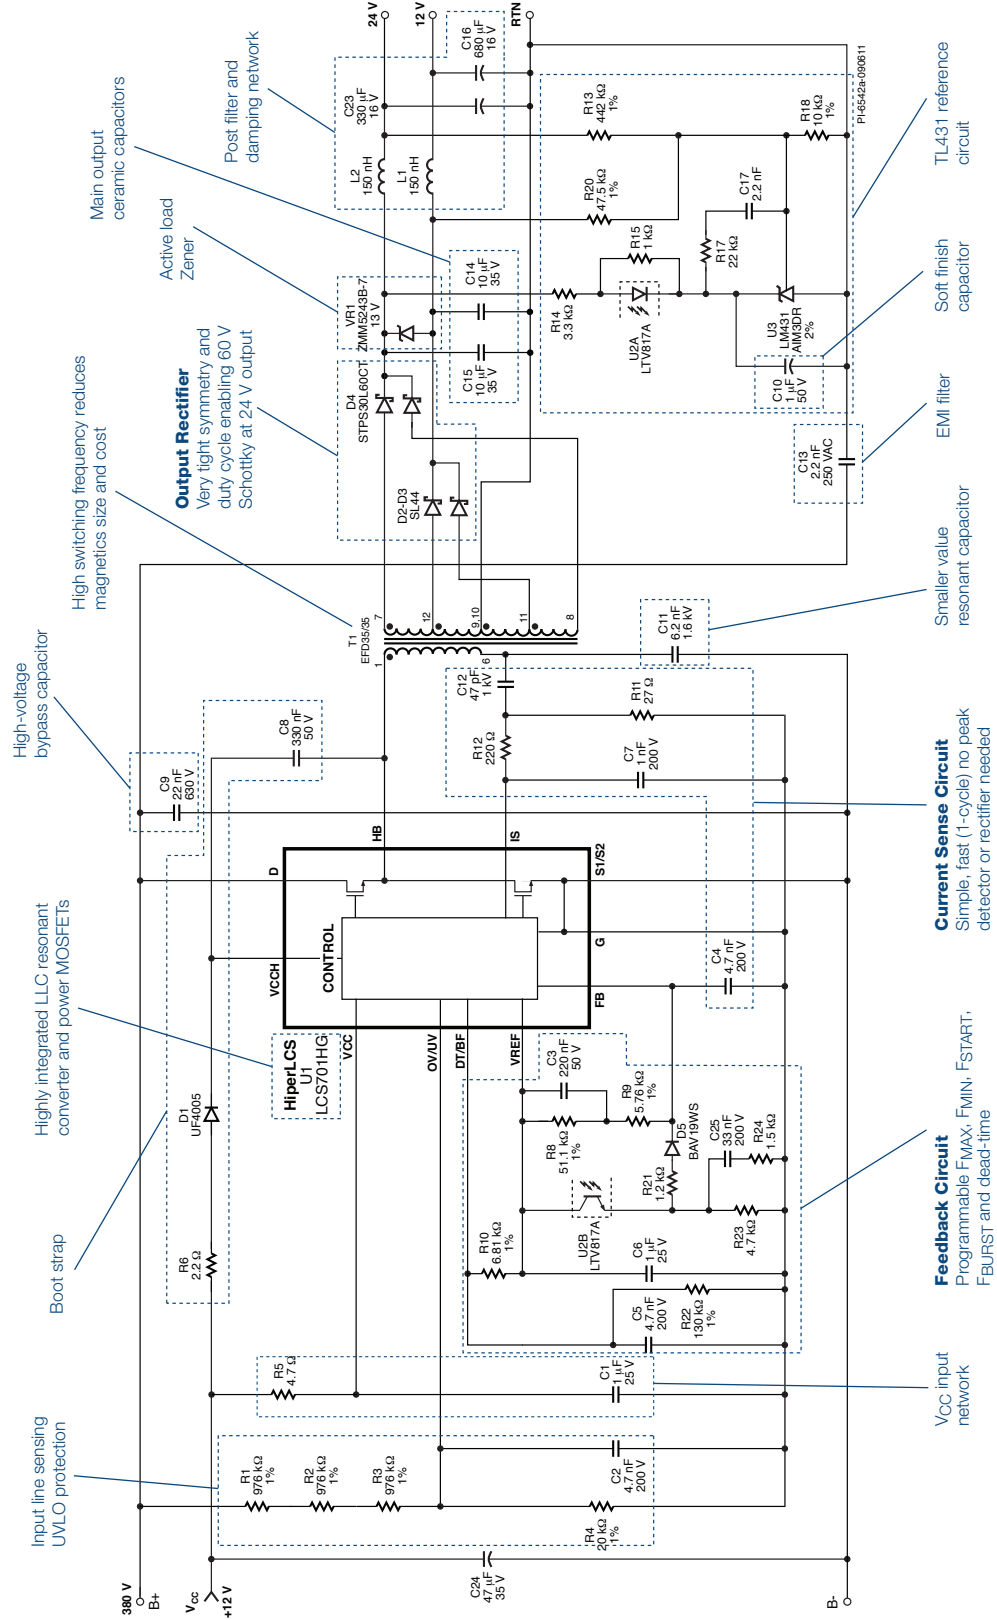 Input line sensing
UVLO protection
Boot strap
Highly integrated LLC resonant
converter and power MOSFETs
High-voltage
bypass capacitor
High switching frequency reduces
magnetics size and cost
Output Rectifier
Very tight symmetry and
duty cycle enabling 60 V
Schottky at 24 V output
Active load
Zener
Main output
ceramic capacitors
Post filter and
damping network
380 V
B+
VCC
+12 V
B-
C24
47 µF
35 V
R1
976 kΩ
1%
R2
976 kΩ
1%
R3
976 kΩ
1%
R4
20 kΩ
1%
C2
4.7 nF
200 V
R5
4.7 Ω
C1
1 µF
25 V
R6
2.2 Ω
D1
UF4005
HiperLCS
U1
LCS701HG
VCC
OV/UV
DT/BF
VREF
VCCH
CONTROL
D
HB
IS
S1/S2
G
FB
R10
6.81 kΩ
1%
U2B
LTV817A
C5
4.7 nF
200 V
R22
130 kΩ
1%
C6
1 µF
25 V
R8
51.1 kΩ
1%
C3
220 nF
50 V
R9
5.76 kΩ
1%
R21
1.2 kΩ
D5
BAV19WS
R23
4.7 kΩ
C25
33 nF
200 V
R24
1.5 kΩ
C4
4.7 nF
200 V
C9
22 nF
630 V
C8
330 nF
50 V
R12
220 Ω
C12
47 pF
1 kV
C7
1 nF
200 V
R11
27 Ω
C11
6.2 nF
1.6 kV
T1
EFD35/35
1
6
7
12
9,10
11
8
D2-D3
SL44
D4
STPS30L60CT
VR1
ZMM5243B-7
13 V
C15
10 µF
35 V
C14
10 µF
35 V
L2
150 nH
L1
150 nH
C23
330 µF
16 V
C16
680 µF
16 V
24 V
12 V
RTN
R14
3.3 kΩ
U2A
LTV817A
R15
1 kΩ
R20
47.5 kΩ
1%
R13
442 kΩ
1%
R17
22 kΩ
C17
2.2 nF
R18
10 kΩ
1%
U3
LM431
AIM3DR
2%
C10
1 µF
50 V
C13
2.2 nF
250 VAC
PI-6542a-090611
VCC input
network
Feedback Circuit
Programmable FMAX, FMIN, FSTART,
FBURST and dead-time
Current Sense Circuit
Simple, fast (1-cycle) no peak
detector or rectifier needed
Smaller value
resonant capacitor
EMI filter
Soft finish
capacitor
TL431 reference
circuit